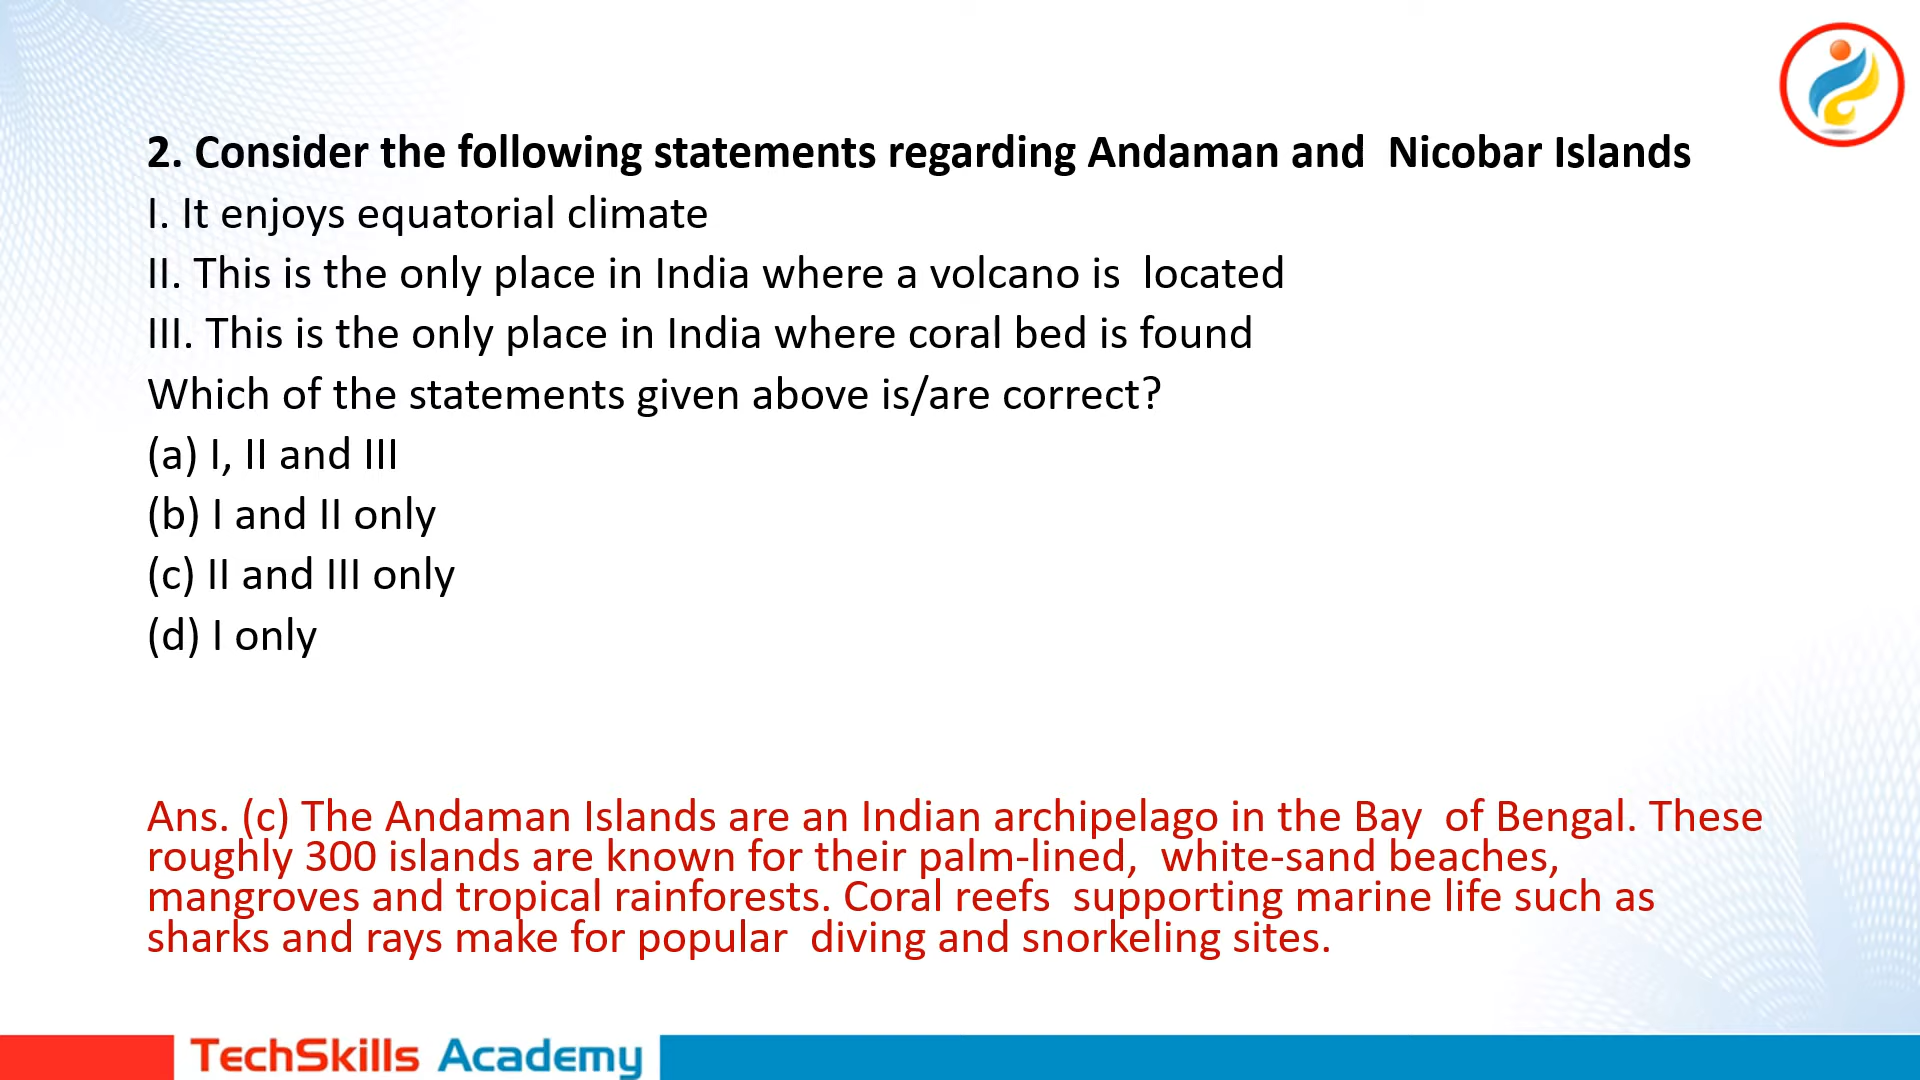 2. Consider the following statements regarding Andaman and  Nicobar Islands
I. It enjoys equatorial climate
II. This is the only place in India where a volcano is  located
III. This is the only place in India where coral bed is found
Which of the statements given above is/are correct?
(a) I, II and III
(b) I and II only
(c) II and III only
(d) I only
Ans. (c) The Andaman Islands are an Indian archipelago in the Bay  of Bengal. These
roughly 300 islands are known for their palm-lined,  white-sand beaches,
mangroves and tropical rainforests. Coral reefs  supporting marine life such as
sharks and rays make for popular  diving and snorkeling sites.
TechSkills Academy